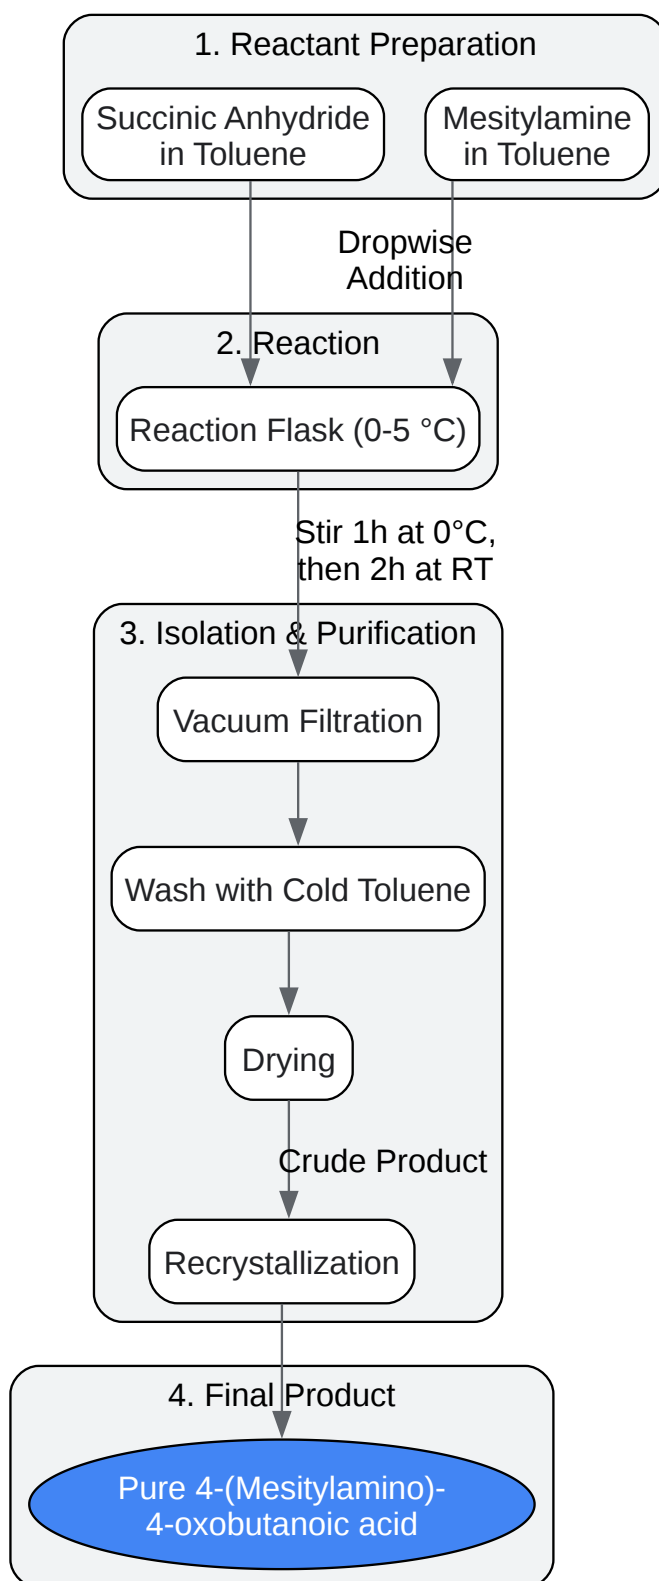 1. Reactant Preparation
Succinic Anhydride
in Toluene
Mesitylamine
in Toluene
Dropwise
Addition
2. Reaction
Reaction Flask (0-5 °C)
Stir 1h at 0°C,
then 2h at RT
3. Isolation & Purification
Vacuum Filtration
Wash with Cold Toluene
Drying
Crude Product
Recrystallization
4. Final Product
Pure 4-(Mesitylamino)-
4-oxobutanoic acid